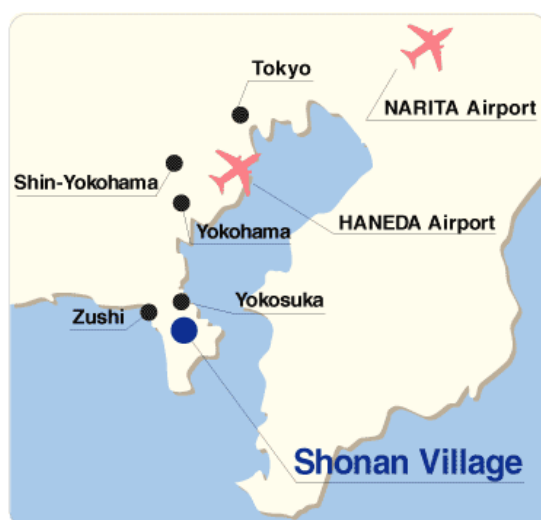 Tokyo
NARITA Airport
Shin-Yokohama
HANEDA Airport
Yokohama
Yokosuka
Zushi
Shonan Village